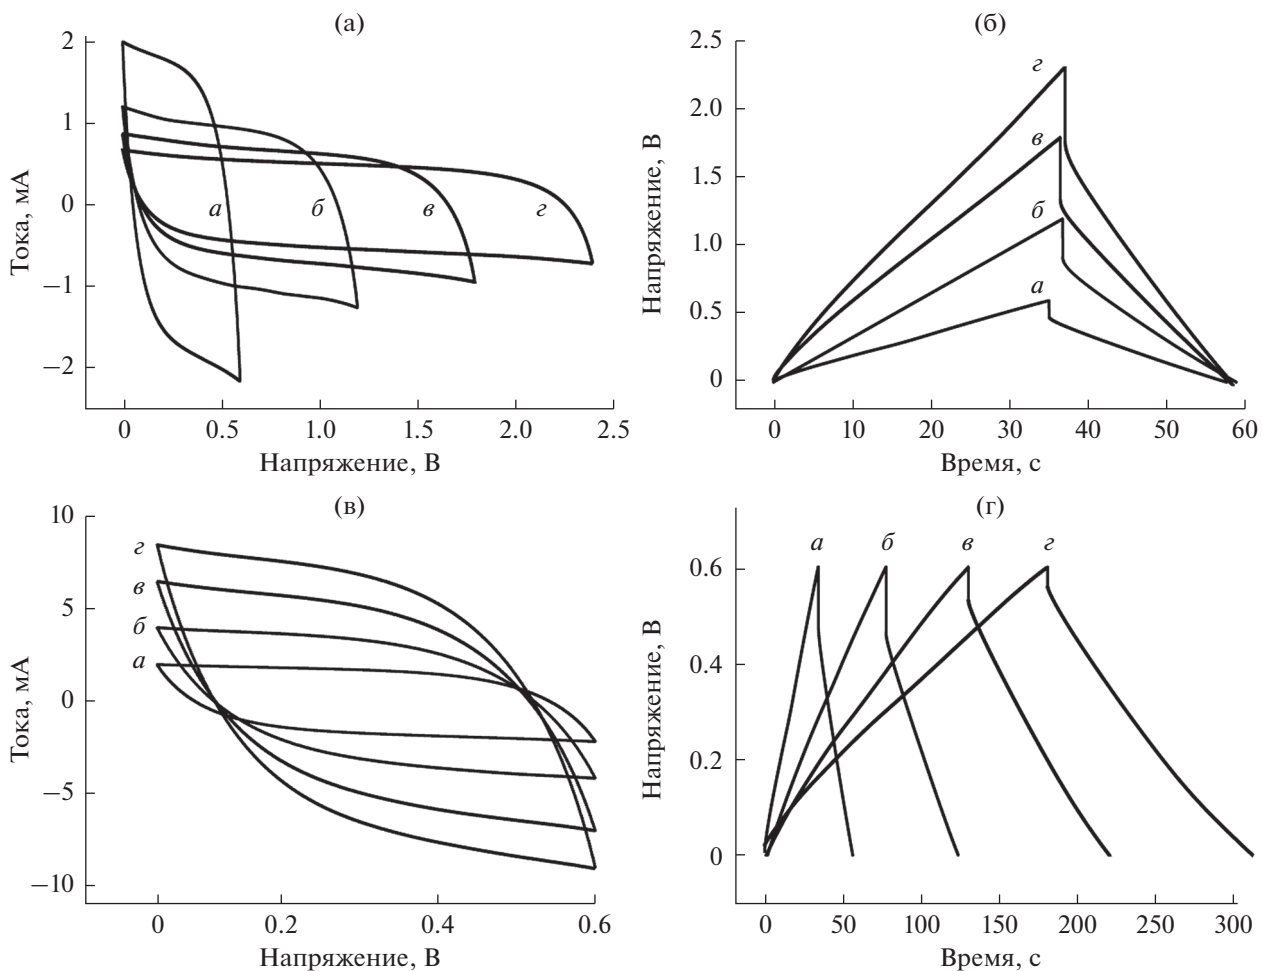 (а)
2
1
0
−1
−2
Тока, мА
а
б
в
г
0
0.5
1.0
1.5
2.0
2.5
Напряжение, В
(б)
2.5
2.0
1.5
1.0
0.5
0
Напряжение, В
г
в
б
а
0
10
20
30
40
50
60
Время, с
(в)
10
5
0
−5
−10
Тока, мА
г
в
б
а
0
0.2
0.4
0.6
Напряжение, В
(г)
0.6
0.4
0.2
0
Напряжение, В
а
б
в
г
0
50
100
150
200
250
300
Время, с